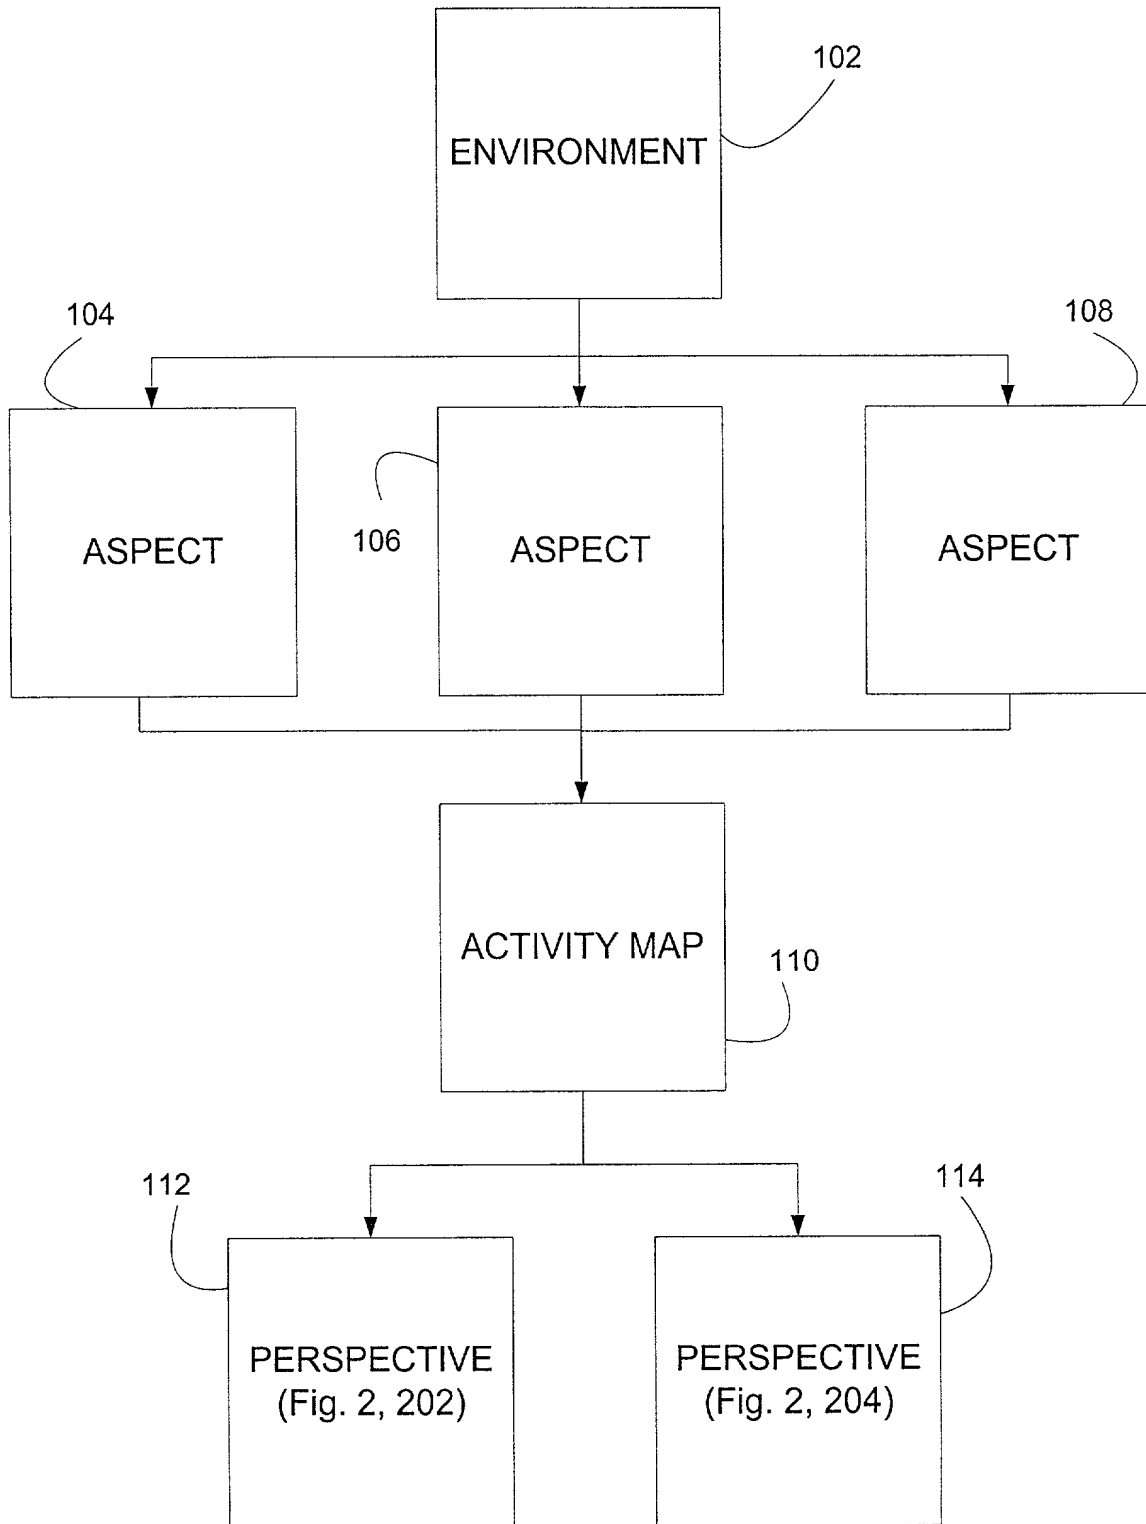 102
ENVIRONMENT
104
108
106
ASPECT
ASPECT
ASPECT
ACTIVITY MAP
110
112
114
PERSPECTIVE
(Fig. 2, 202)
PERSPECTIVE
(Fig. 2, 204)